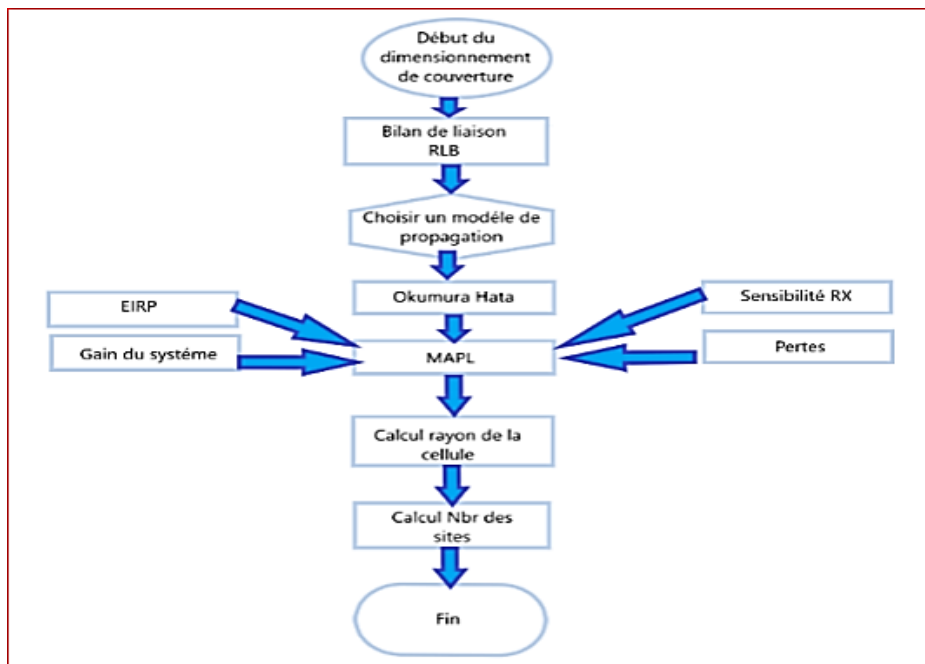 Début du
dimensionnement
de couverture
Bilan de liaison
RLB
Choisir un modéle de
propagation
Okumura Hata
EIRP
Sensibilité RX
Gain du systéme
MAPL
Pertes
Calcul rayon de la
cellule
Calcul Nbr des
sites
Fin